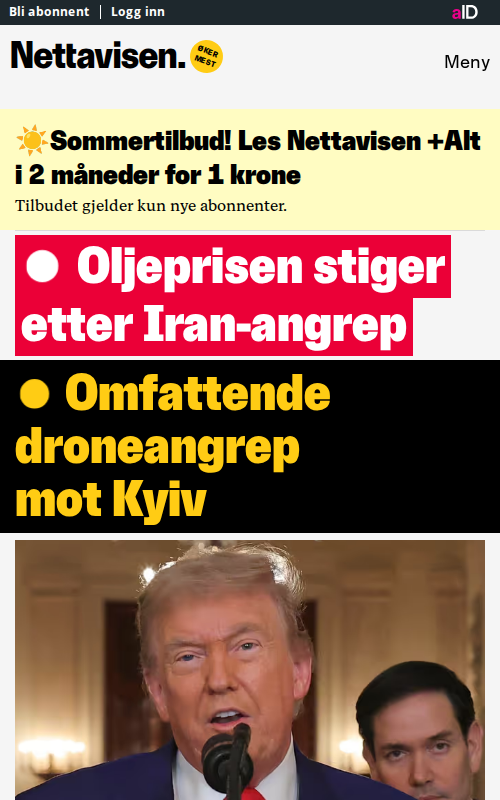 Bli abonnent | Logg inn
aID
Nettavisen.
ØKER
MEST
Meny
☀️Sommertilbud! Les Nettavisen +Alt
i 2 måneder for 1 krone
Tilbudet gjelder kun nye abonnenter.
Oljeprisen stiger
etter Iran-angrep
Omfattende
droneangrep
mot Kyiv